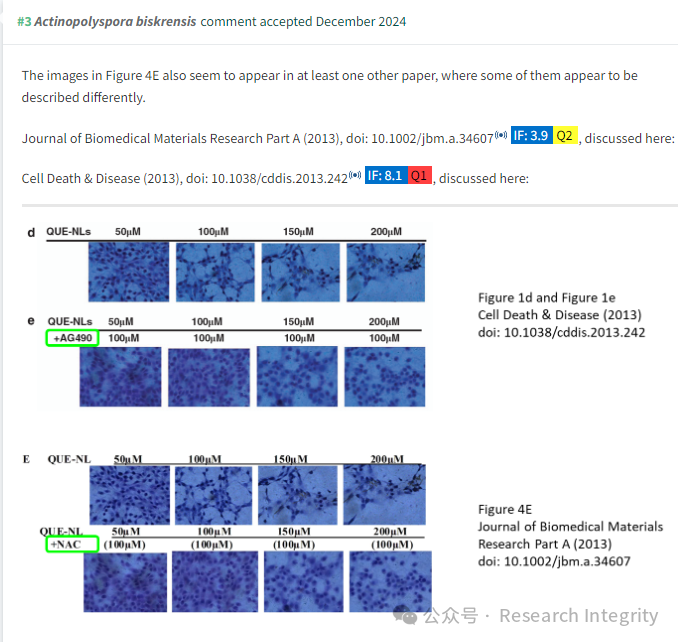 #3 Actinopolyspora biskrensis comment accepted December 2024
The images in Figure 4E also seem to appear in at least one other paper, where some of them appear to be
described differently.
Journal of Biomedical Materials Research Part A (2013), doi: 10.1002/jbm.a.34607 IF: 3.9 Q2 , discussed here:
Cell Death & Disease (2013), doi: 10.1038/cddis.2013.242 IF: 8.1 Q1 , discussed here:
d QUE-NLs 50μM 100μM 150μM 200μM
Figure 1d and Figure 1e
Cell Death & Disease (2013)
doi: 10.1038/cddis.2013.242
e QUE-NLs 50μM 100μM 150μM 200μM
+AG490 100μM 100μM 100μM 100μM
E QUE-NL 50μM 100μM 150μM 200μM
Figure 4E
Journal of Biomedical Materials
Research Part A (2013)
doi: 10.1002/jbm.a.34607
QUE-NL 50μM 100μM 150μM 200μM
+NAC (100μM) (100μM) (100μM) (100μM)
公众号 · Research Integrity